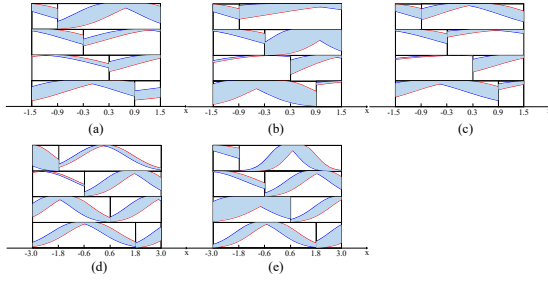 -1.5 -0.9 -0.3 0.3 0.9 1.5 x
(a)
-1.5 -0.9 -0.3 0.3 0.9 1.5 x
(b)
-1.5 -0.9 -0.3 0.3 0.9 1.5 x
(c)
-3.0 -1.8 -0.6 0.6 1.8 3.0 x
(d)
-3.0 -1.8 -0.6 0.6 1.8 3.0 x
(e)